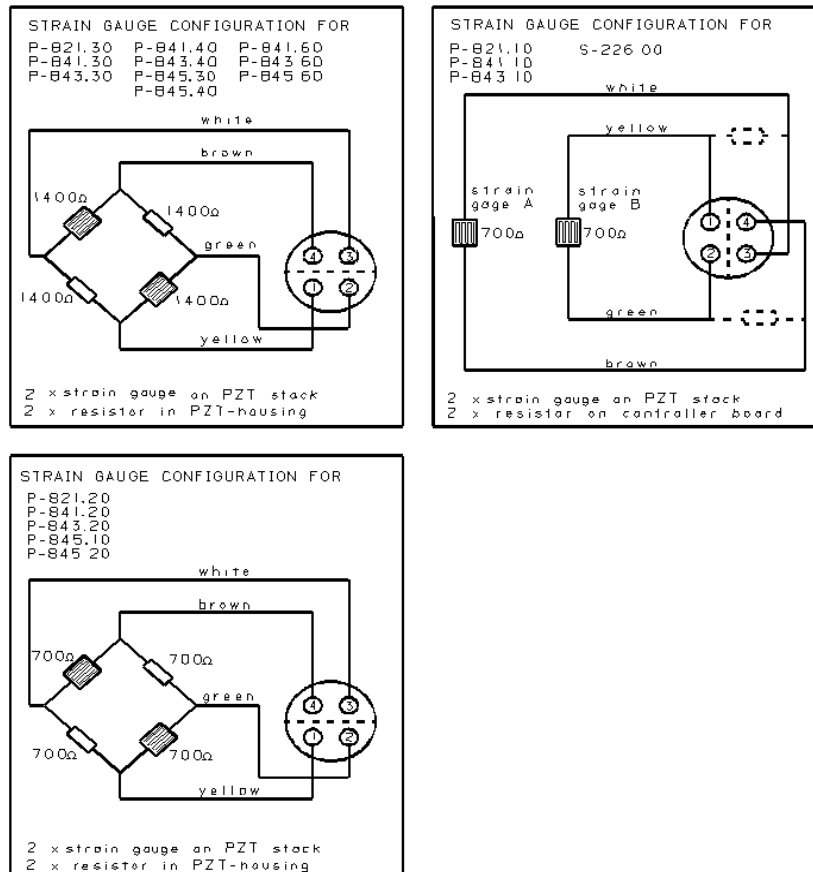 STRAIN GAUGE CONFIGURATION FOR
P-821.30 P-841.40 P-841.60
P-841.30 P-843.40 P-843 60
P-843.30 P-845.30 P-845 60
P-845.40
white
brown
1400Ω
1400Ω
green
4 3
1 2
1400Ω
1400Ω
yellow
2 x strain gauge on PZT stack
2 x resistor in PZT-housing
STRAIN GAUGE CONFIGURATION FOR
P-821.10 S-226 00
P-841 10
P-843 10
white
yellow
strain gage A
strain gage B
700Ω
700Ω
1 4
2 3
green
brown
2 x strain gauge on PZT stack
2 x resistor on controller board
STRAIN GAUGE CONFIGURATION FOR
P-821.20
P-841.20
P-843.20
P-845.10
P-845 20
white
brown
700Ω
700Ω
green
4 3
1 2
700Ω
700Ω
yellow
2 x strain gauge on PZT stack
2 x resistor in PZT-housing